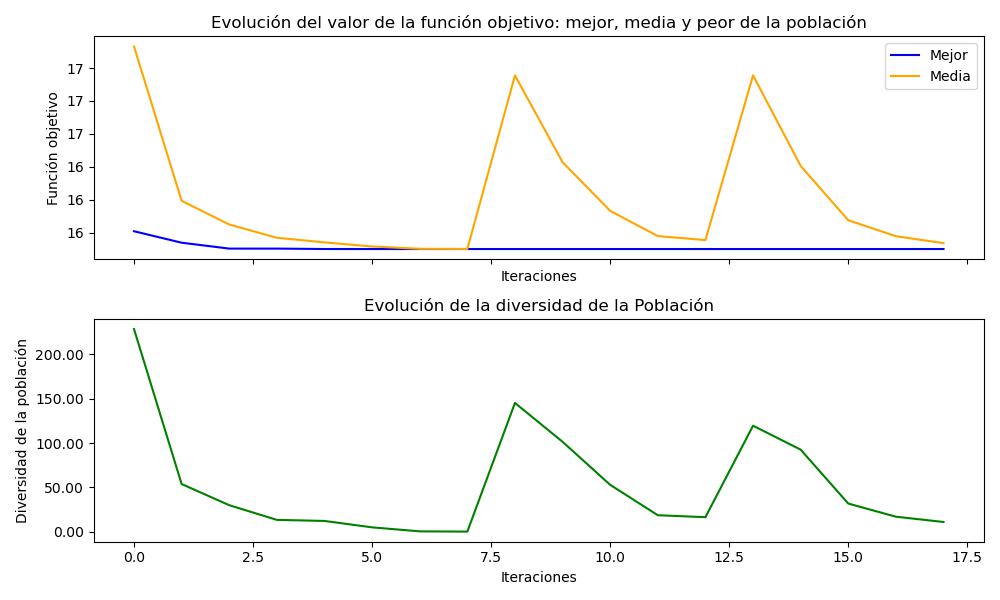 Evolución del valor de la función objetivo: mejor, media y peor de la población
Función objetivo
17
17
17
16
16
16
Mejor
Media
Iteraciones
Evolución de la diversidad de la Población
Diversidad de la población
200.00
150.00
100.00
50.00
0.00
0.0 2.5 5.0 7.5 10.0 12.5 15.0 17.5
Iteraciones